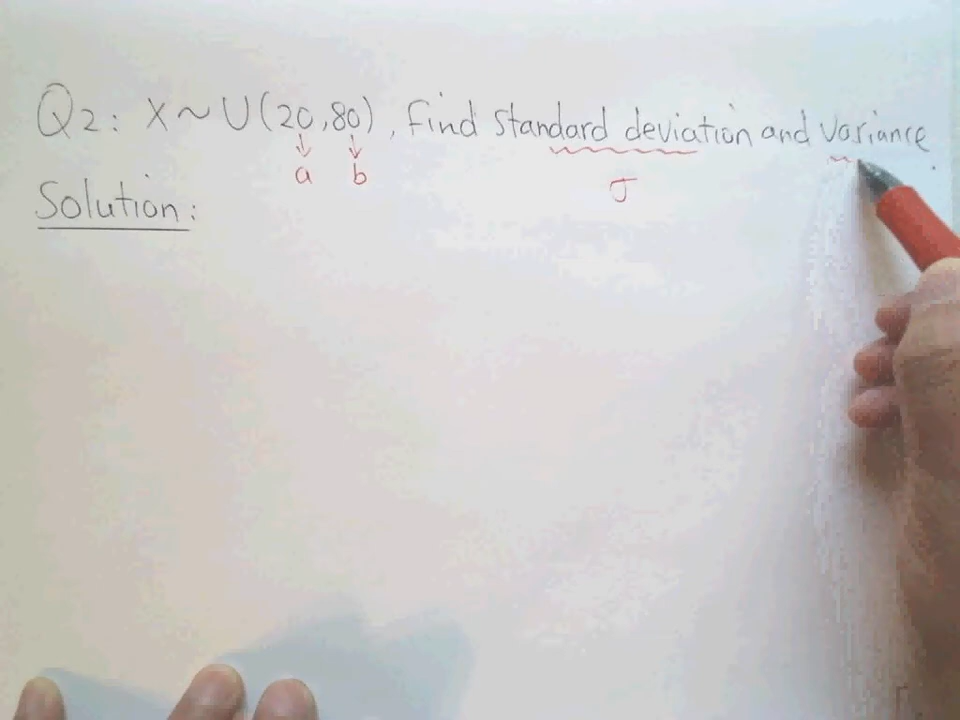 Q2: X~U(20,80), Find Standard deviation and Variance.
↓ ↓
a b σ
Solution: